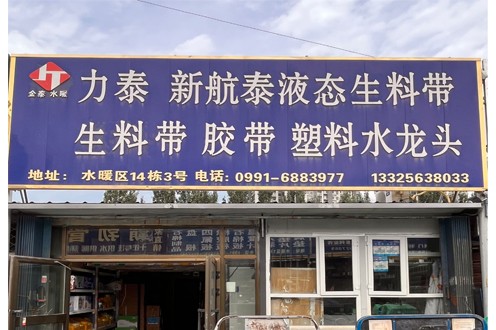 金泰 水暖
力泰 新航泰液态生料带
生料带 胶带 塑料水龙头
地址: 水暖区14栋3号 电话: 0991-6883977 13325638033